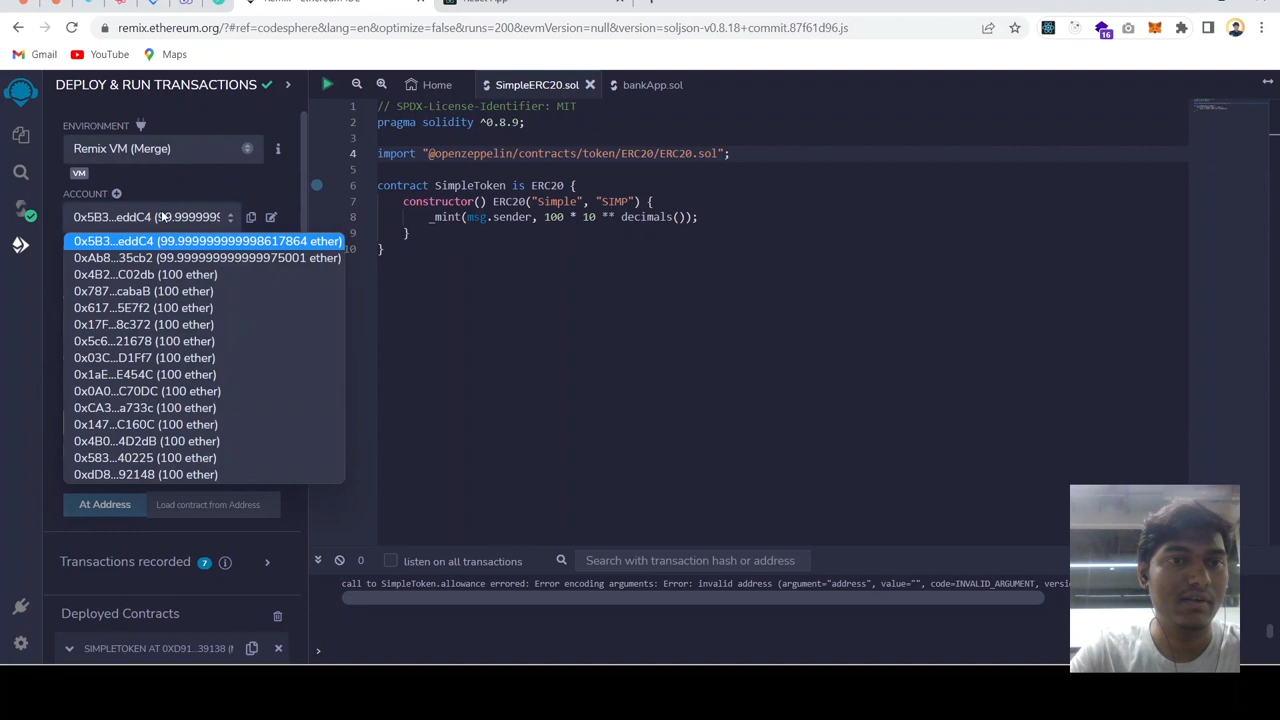 React App
remix.ethereum.org/?#ref=codesphere&lang=en&optimize=false&runs=200&evmVersion=null&version=soljson-v0.8.18+commit.87f61d96.js
16
Gmail
YouTube
Maps
DEPLOY & RUN TRANSACTIONS
Home
SimpleERC20.sol
bankApp.sol
ENVIRONMENT
Remix VM (Merge)
VM
ACCOUNT
0x5B3...eddC4 (99.9999999
0x5B3...eddC4 (99.999999999998617864 ether)
0xAb8...35cb2 (99.999999999999975001 ether)
0x4B2...C02db (100 ether)
0x787...cabaB (100 ether)
0x617...5E7f2 (100 ether)
0x17F...8c372 (100 ether)
0x5c6...21678 (100 ether)
0x03C...D1Ff7 (100 ether)
0x1aE...E454C (100 ether)
0x0A0...C70DC (100 ether)
0xCA3...a733c (100 ether)
0x147...C160C (100 ether)
0x4B0...4D2dB (100 ether)
0x583...40225 (100 ether)
0xdD8...92148 (100 ether)
At Address
Load contract from Address
Transactions recorded 7
Deployed Contracts
SIMPLETOKEN AT 0XD91...39138 (
1 // SPDX-License-Identifier: MIT
2 pragma solidity ^0.8.9;
3
4 import "@openzeppelin/contracts/token/ERC20/ERC20.sol";
5
6 contract SimpleToken is ERC20 {
7 constructor() ERC20("Simple", "SIMP") {
8 _mint(msg.sender, 100 * 10 ** decimals());
9 }
10 }
0
listen on all transactions
Search with transaction hash or address
call to SimpleToken.allowance errored: Error encoding arguments: Error: invalid address (argument="address", value="", code=INVALID_ARGUMENT, versi
>